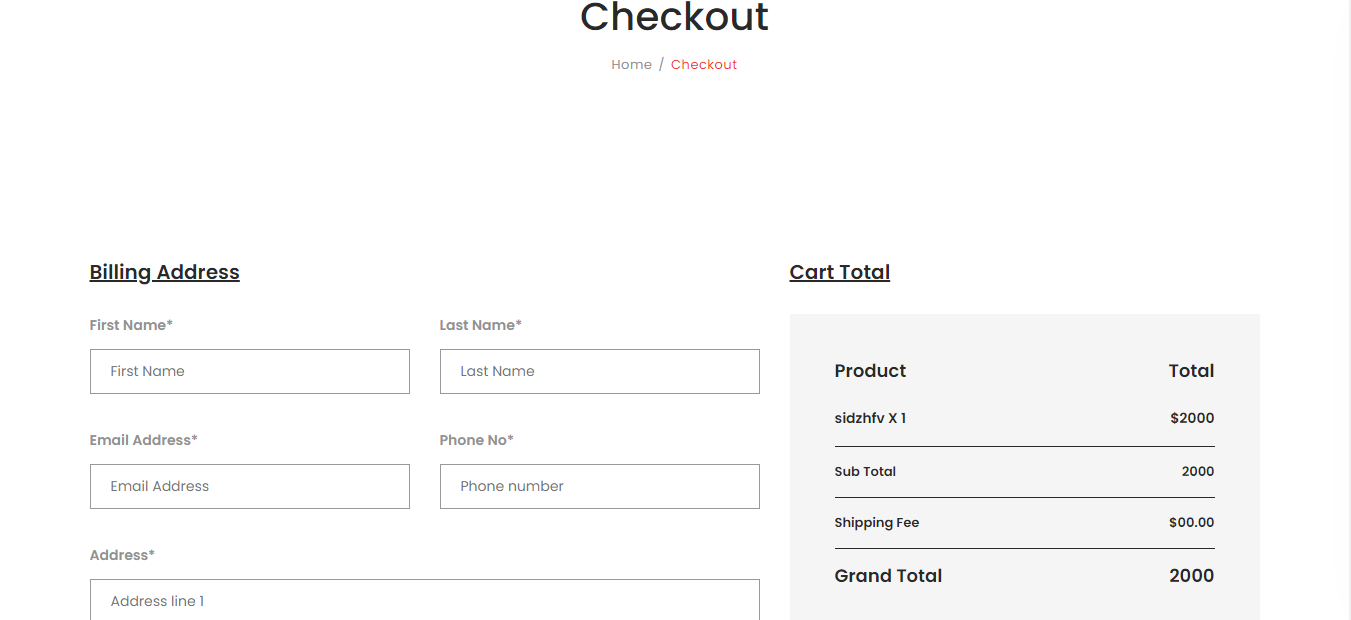 Checkout
Home / Checkout
Billing Address
First Name*
Last Name*
First Name
Last Name
Email Address*
Phone No*
Email Address
Phone number
Address*
Address line 1
Cart Total
Product Total
sidzhfv X 1 $2000
Sub Total 2000
Shipping Fee $00.00
Grand Total 2000